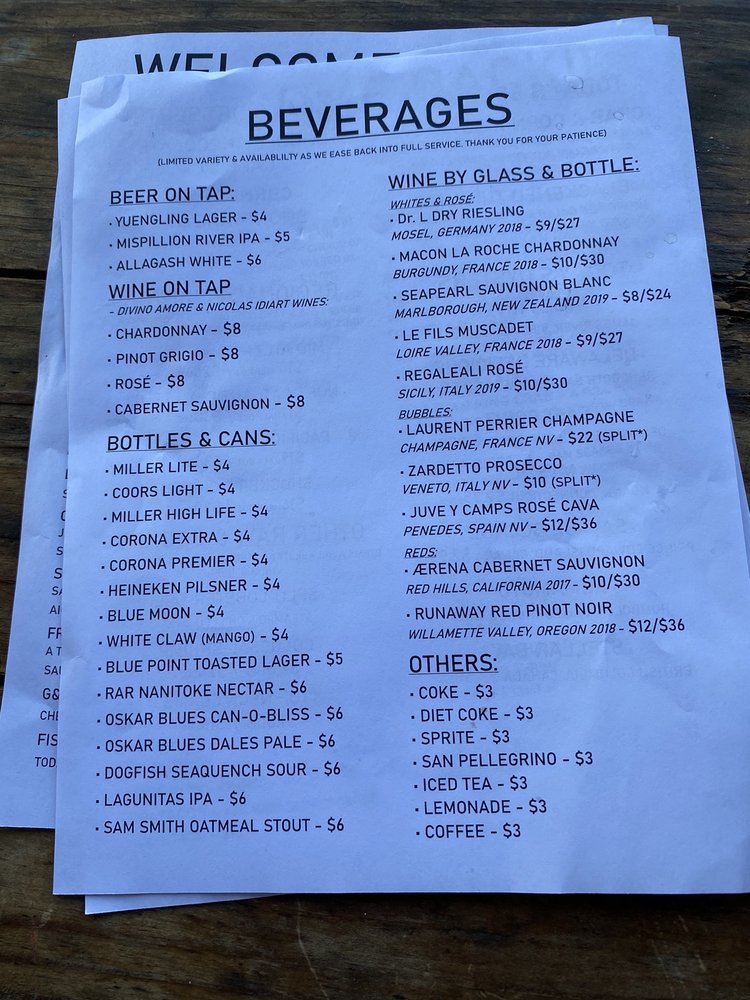 WELCOME
BEVERAGES
(LIMITED VARIETY & AVAILABLILTY AS WE EASE BACK INTO FULL SERVICE. THANK YOU FOR YOUR PATIENCE)
BEER ON TAP:
· YUENGLING LAGER - $4
· MISPILLION RIVER IPA - $5
· ALLAGASH WHITE - $6
WINE ON TAP
- DIVINO AMORE & NICOLAS IDIART WINES:
· CHARDONNAY - $8
· PINOT GRIGIO - $8
· ROSÉ - $8
· CABERNET SAUVIGNON - $8
BOTTLES & CANS:
· MILLER LITE - $4
· COORS LIGHT - $4
· MILLER HIGH LIFE - $4
· CORONA EXTRA - $4
· CORONA PREMIER - $4
· HEINEKEN PILSNER - $4
· BLUE MOON - $4
· WHITE CLAW (MANGO) - $4
· BLUE POINT TOASTED LAGER - $5
· RAR NANITOKE NECTAR - $6
· OSKAR BLUES CAN-O-BLISS - $6
· OSKAR BLUES DALES PALE - $6
· DOGFISH SEAQUENCH SOUR - $6
· LAGUNITAS IPA - $6
· SAM SMITH OATMEAL STOUT - $6
WINE BY GLASS & BOTTLE:
WHITES & ROSÉ:
· Dr. L DRY RIESLING
MOSEL, GERMANY 2018 - $9/$27
· MACON LA ROCHE CHARDONNAY
BURGUNDY, FRANCE 2018 - $10/$30
· SEAPEARL SAUVIGNON BLANC
MARLBOROUGH, NEW ZEALAND 2019 - $8/$24
· LE FILS MUSCADET
LOIRE VALLEY, FRANCE 2018 - $9/$27
· REGALEALI ROSÉ
SICILY, ITALY 2019 - $10/$30
BUBBLES:
· LAURENT PERRIER CHAMPAGNE
CHAMPAGNE, FRANCE NV - $22 (SPLIT*)
· ZARDETTO PROSECCO
VENETO, ITALY NV - $10 (SPLIT*)
· JUVE Y CAMPS ROSÉ CAVA
PENEDES, SPAIN NV - $12/$36
REDS:
· ÆRENA CABERNET SAUVIGNON
RED HILLS, CALIFORNIA 2017 - $10/$30
· RUNAWAY RED PINOT NOIR
WILLAMETTE VALLEY, OREGON 2018 - $12/$36
OTHERS:
· COKE - $3
· DIET COKE - $3
· SPRITE - $3
· SAN PELLEGRINO - $3
· ICED TEA - $3
· LEMONADE - $3
· COFFEE - $3